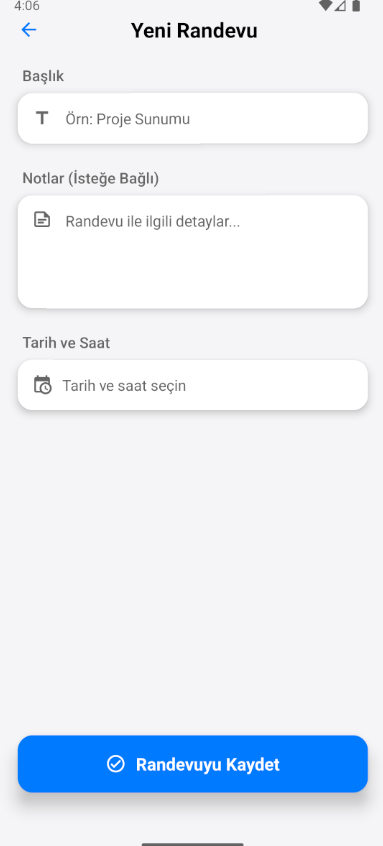 4:06
Yeni Randevu
Başlık
Örn: Proje Sunumu
Notlar (İsteğe Bağlı)
Randevu ile ilgili detaylar...
Tarih ve Saat
Tarih ve saat seçin
Randevuyu Kaydet